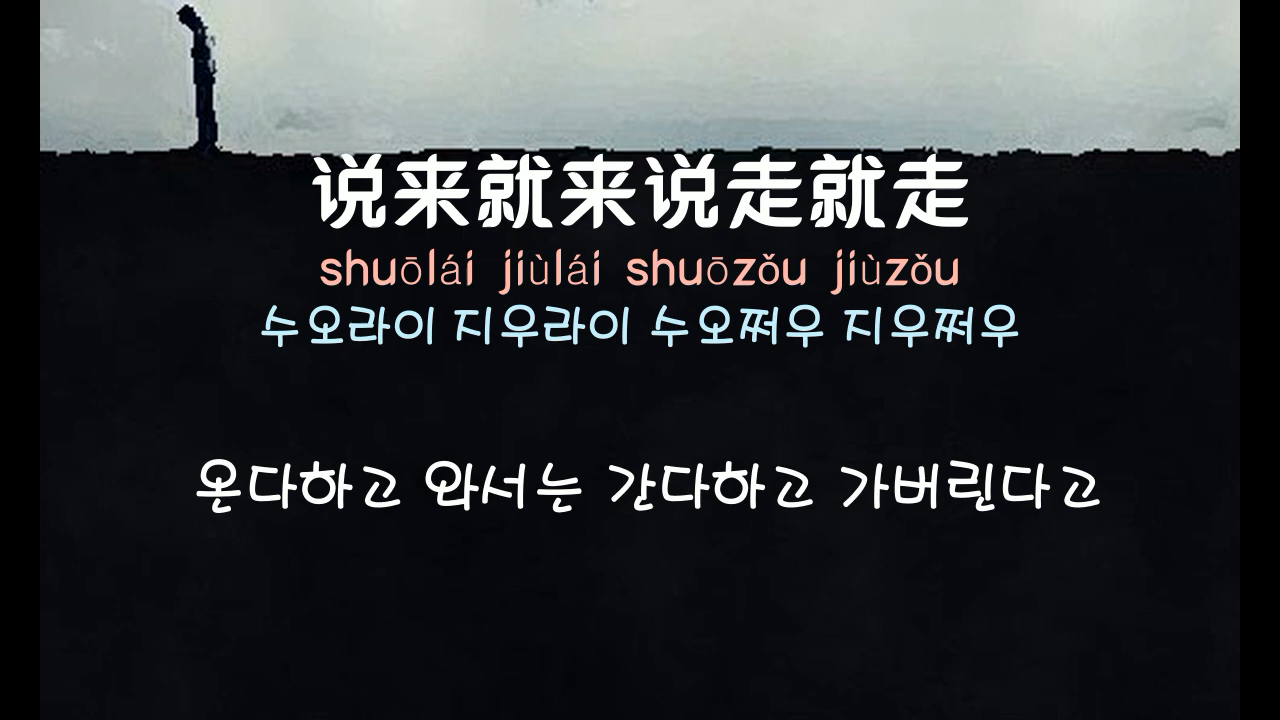 说来就来说走就走
shuōlái jiùlái shuōzǒu jiùzǒu
수오라이 지우라이 수오쩌우 지우쩌우
온다하고 와서는 간다하고 가버린다고